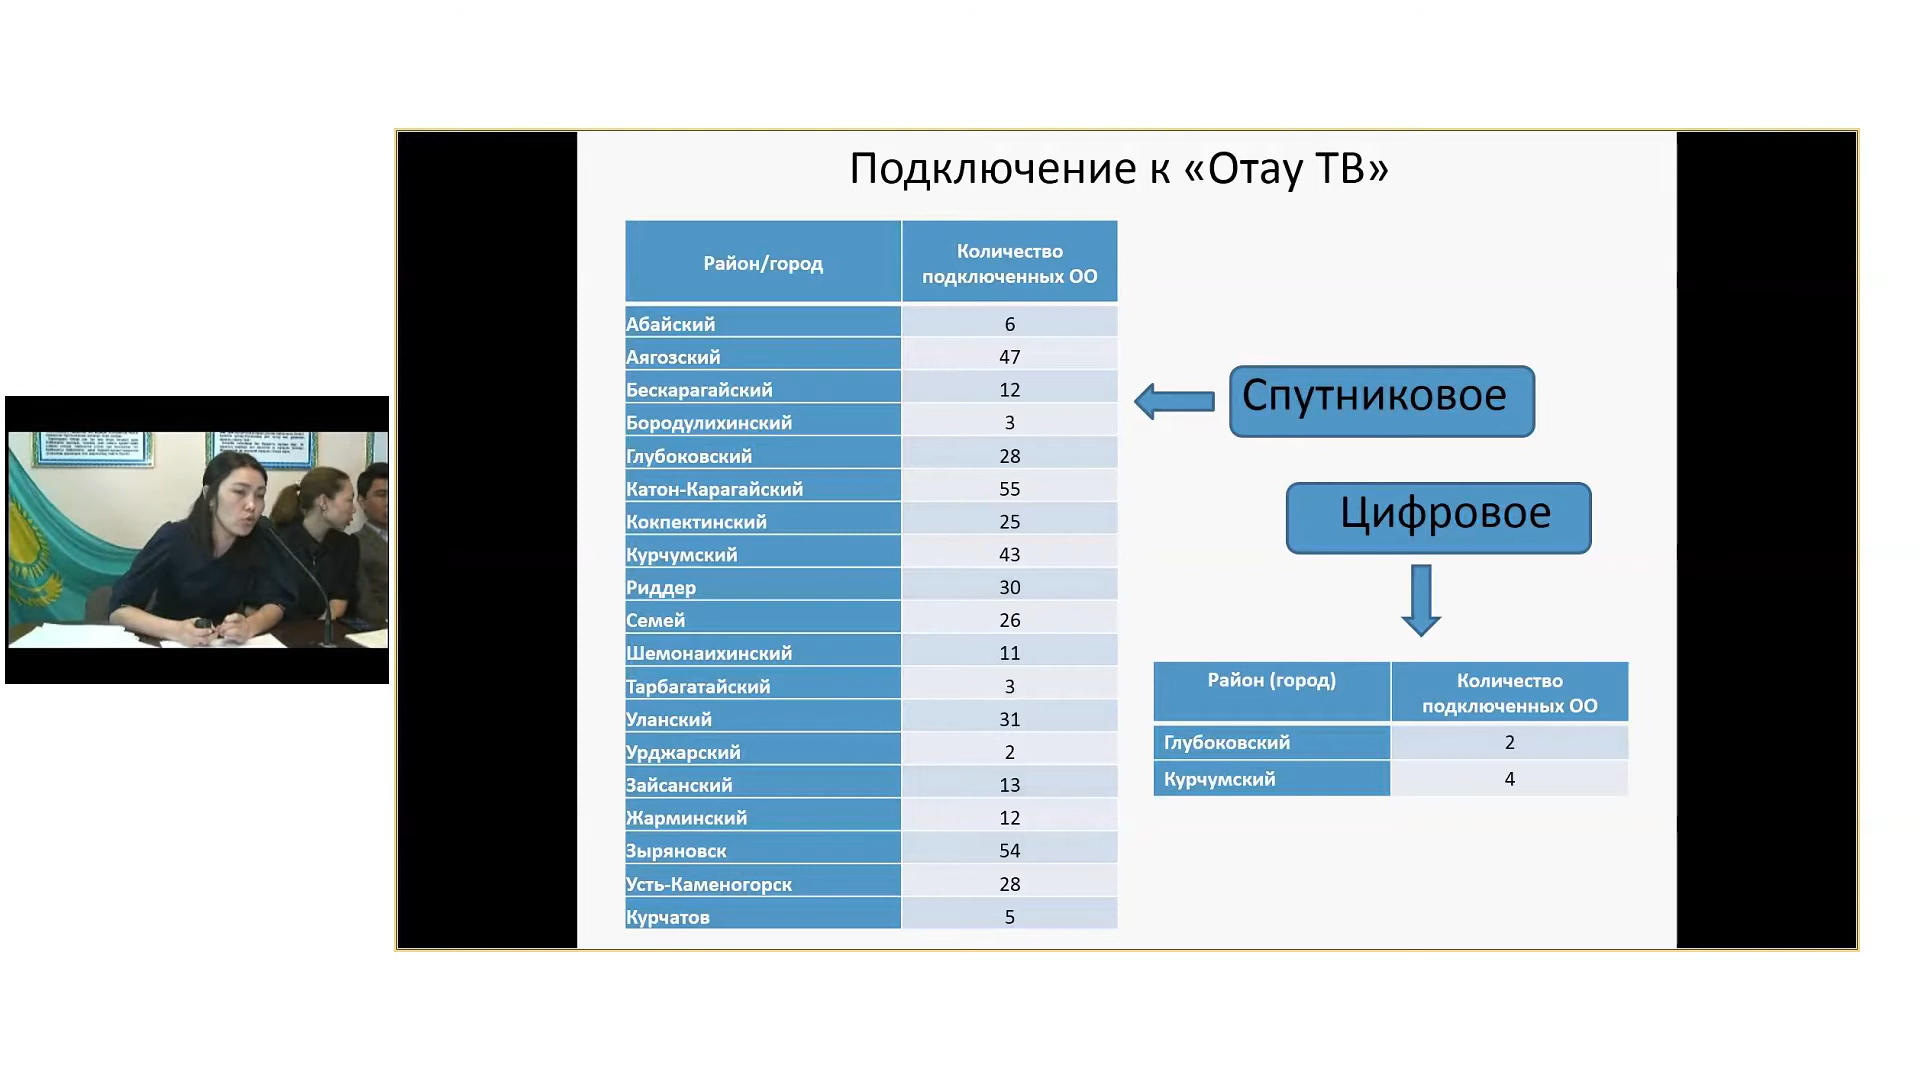 Подключение к «Отау ТВ»
Район/город
Количество
подключенных ОО
Абайский 6
Аягозский 47
Бескарагайский 12
Бородулихинский 3
Глубоковский 28
Катон-Карагайский 55
Кокпектинский 25
Курчумский 43
Риддер 30
Семей 26
Шемонаихинский 11
Тарбагатайский 3
Уланский 31
Урджарский 2
Зайсанский 13
Жарминский 12
Зыряновск 54
Усть-Каменогорск 28
Курчатов 5
Спутниковое
Цифровое
Район (город)
Количество
подключенных ОО
Глубоковский 2
Курчумский 4